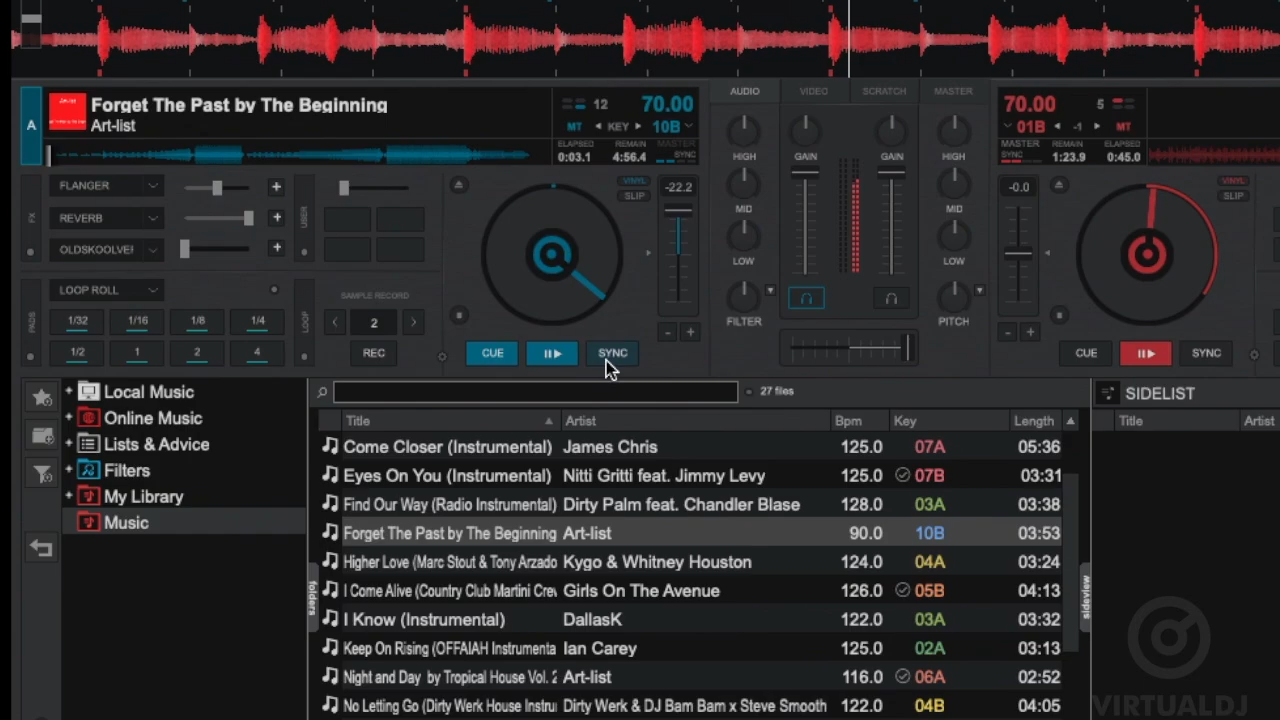 A
Forget The Past by The Beginning
Art-list
12
70.00
MT
KEY
10B
ELAPSED
REMAIN
MASTER
0:03.1
4:56.4
SYNC
AUDIO
VIDEO
SCRATCH
MASTER
HIGH
GAIN
GAIN
HIGH
MID
MID
LOW
LOW
FILTER
PITCH
70.00
5
01B
-1
MT
MASTER
REMAIN
ELAPSED
SYNC
1:23.9
0:45.0
FX
FLANGER
REVERB
OLDSKOOLVER
USER
VINYL
SLIP
-22.2
-0.0
VINYL
SLIP
PADS
LOOP ROLL
1/32
1/16
1/8
1/4
1/2
1
2
4
LOOP
SAMPLE RECORD
2
REC
CUE
SYNC
CUE
SYNC
Local Music
Online Music
Lists & Advice
Filters
My Library
Music
27 files
Title Artist Bpm Key Length
Come Closer (Instrumental) James Chris 125.0 07A 05:36
Eyes On You (Instrumental) Nitti Gritti feat. Jimmy Levy 125.0 07B 03:31
Find Our Way (Radio Instrumental) Dirty Palm feat. Chandler Blase 128.0 03A 03:38
Forget The Past by The Beginning Art-list 90.0 10B 03:53
Higher Love (Marc Stout & Tony Arzado Kygo & Whitney Houston 124.0 04A 03:24
I Come Alive (Country Club Martini Crew Girls On The Avenue 126.0 05B 04:13
I Know (Instrumental) DallasK 122.0 03A 03:32
Keep On Rising (OFFAIAH Instrumenta Ian Carey 125.0 02A 03:13
Night and Day by Tropical House Vol. 2 Art-list 116.0 06A 02:52
No Letting Go (Dirty Werk House Instru Dirty Werk & DJ Bam Bam x Steve Smooth 122.0 04B 04:05
folders
sideview
SIDELIST
Title Artist
VIRTUALDJ